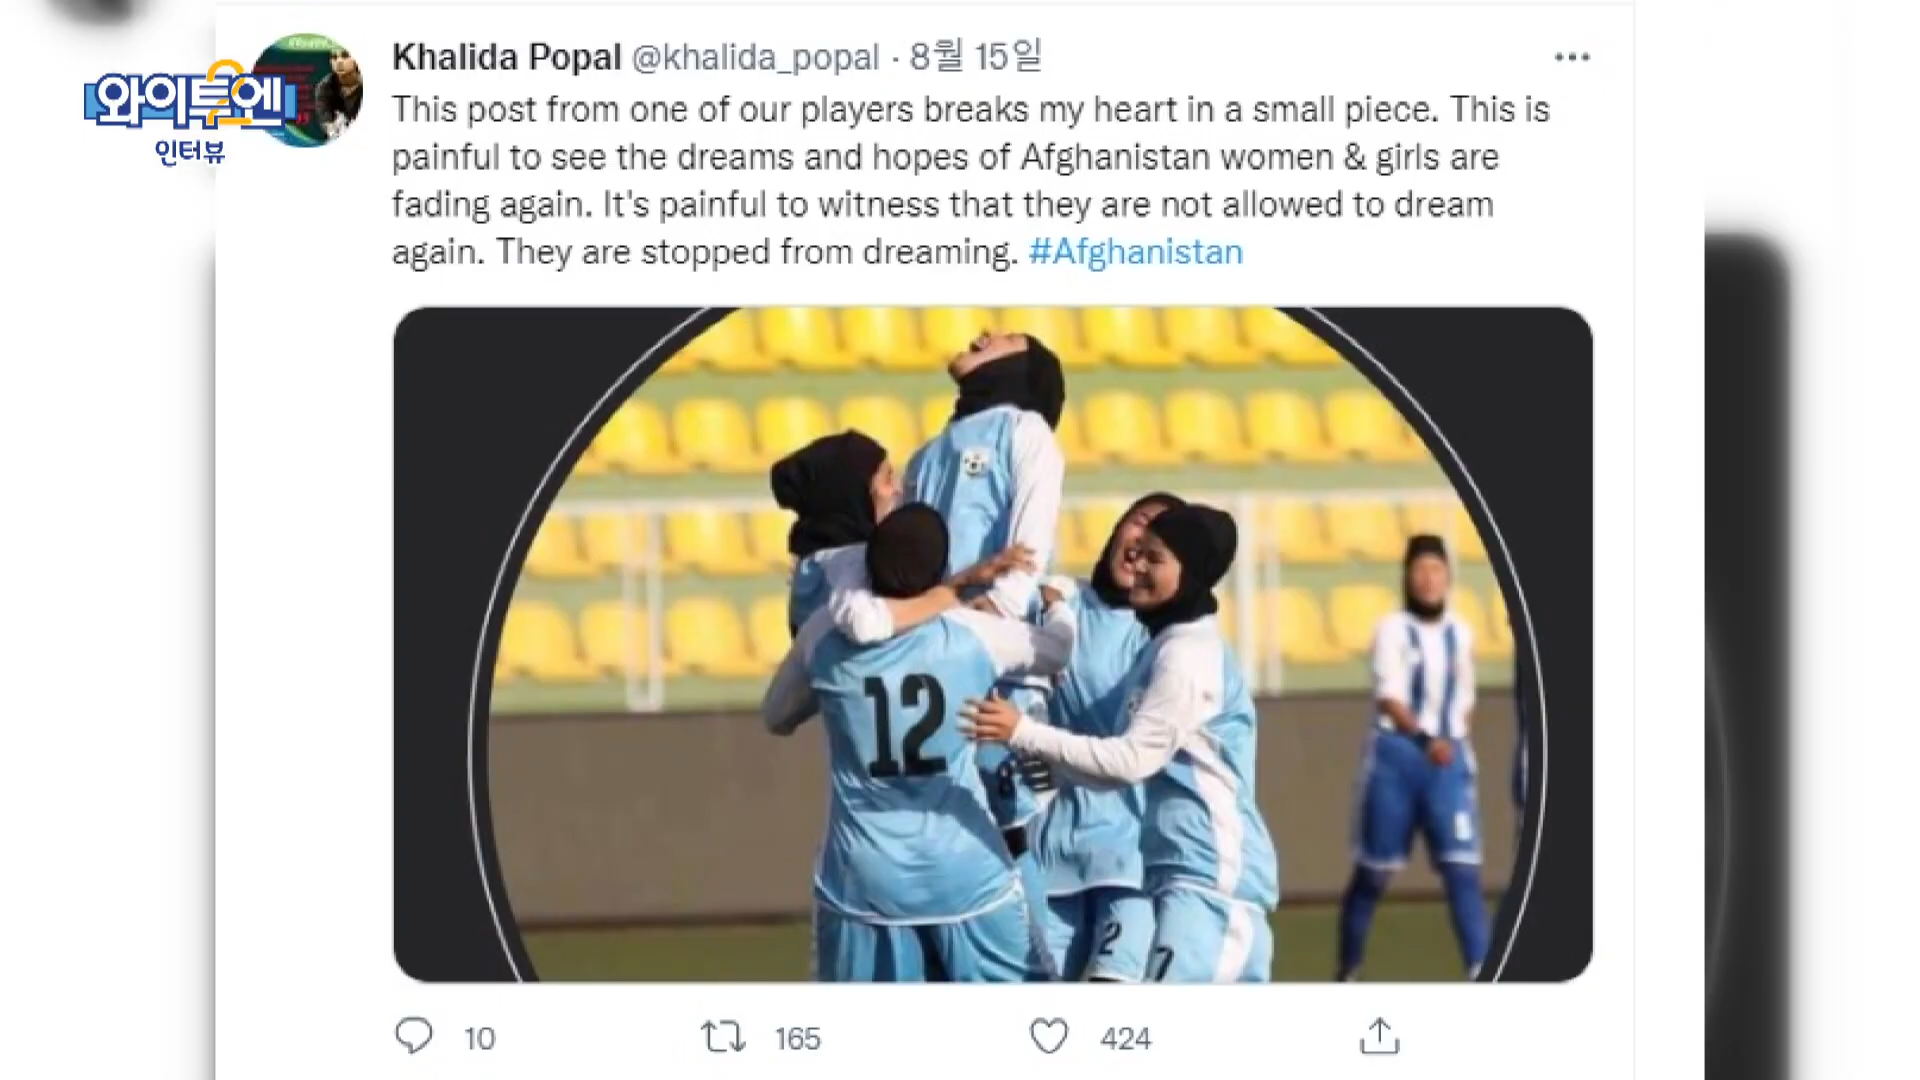 와이투엔
인터뷰
Khalida Popal @khalida_popal · 8월 15일
This post from one of our players breaks my heart in a small piece. This is
painful to see the dreams and hopes of Afghanistan women & girls are
fading again. It's painful to witness that they are not allowed to dream
again. They are stopped from dreaming. #Afghanistan
12
8
2
7
10 165 424